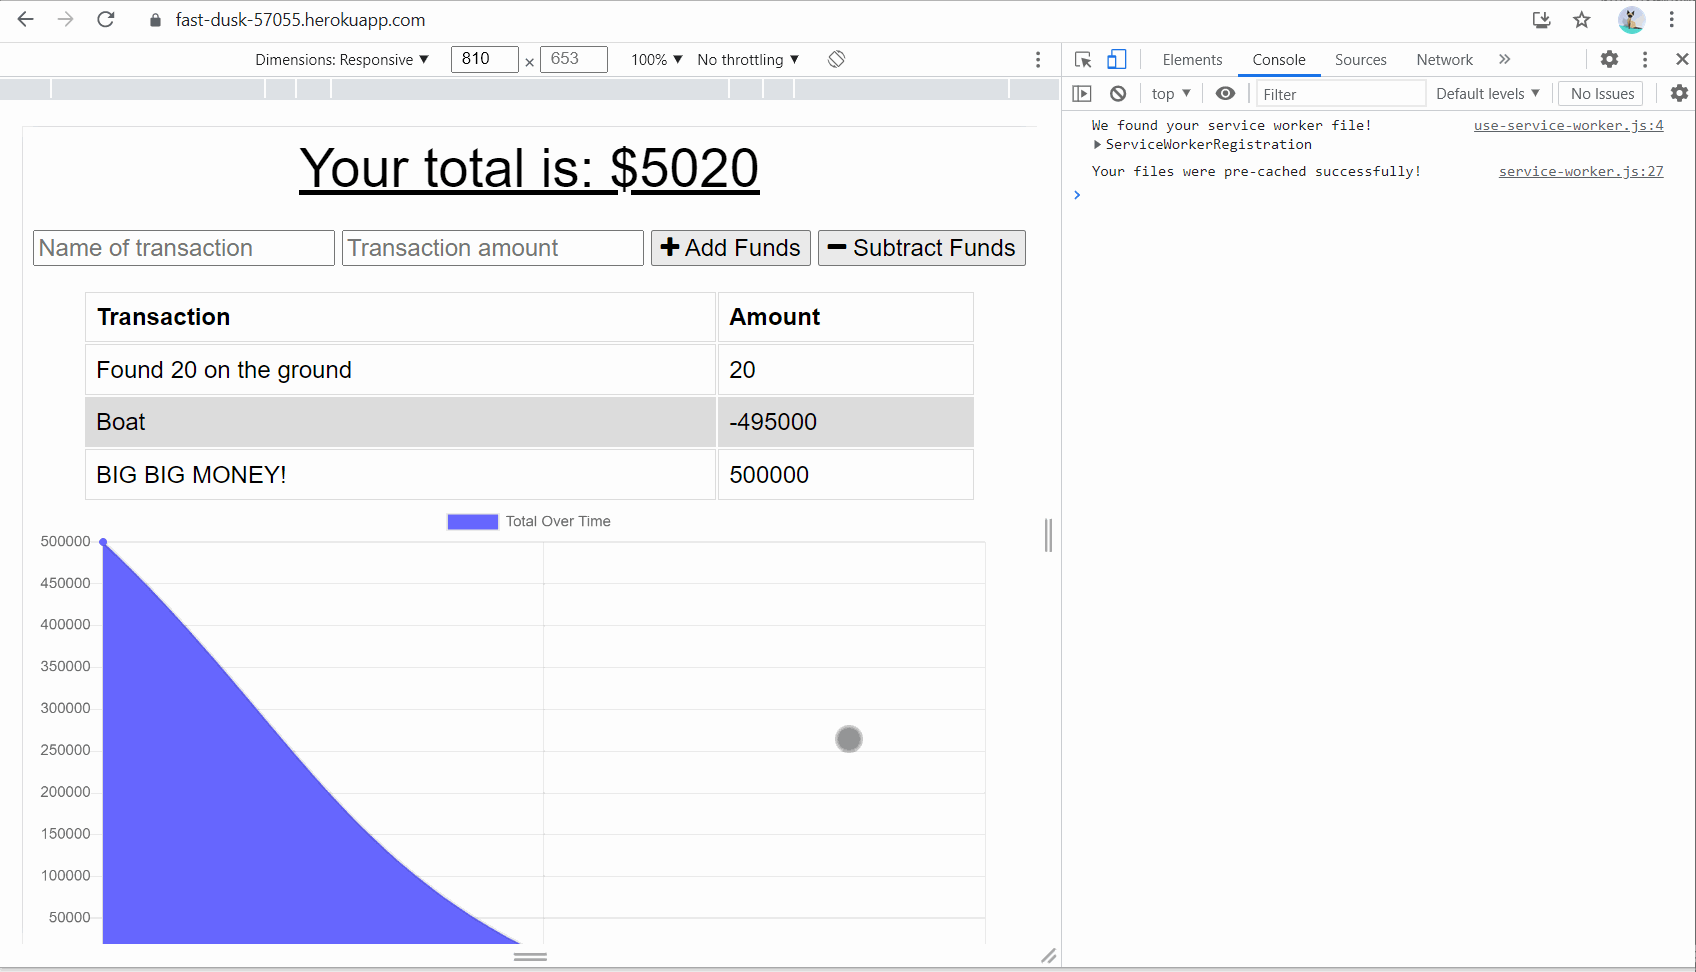 fast-dusk-57055.herokuapp.com
Dimensions: Responsive ▼ 810 × 653 100% ▼ No throttling ▼
Elements Console Sources Network »
top ▼ Filter Default levels ▼ No Issues
We found your service worker file! use-service-worker.js:4
▶ ServiceWorkerRegistration
Your files were pre-cached successfully! service-worker.js:27
Your total is: $5020
Name of transaction Transaction amount + Add Funds − Subtract Funds
Transaction Amount
Found 20 on the ground 20
Boat -495000
BIG BIG MONEY! 500000
Total Over Time
500000
450000
400000
350000
300000
250000
200000
150000
100000
50000